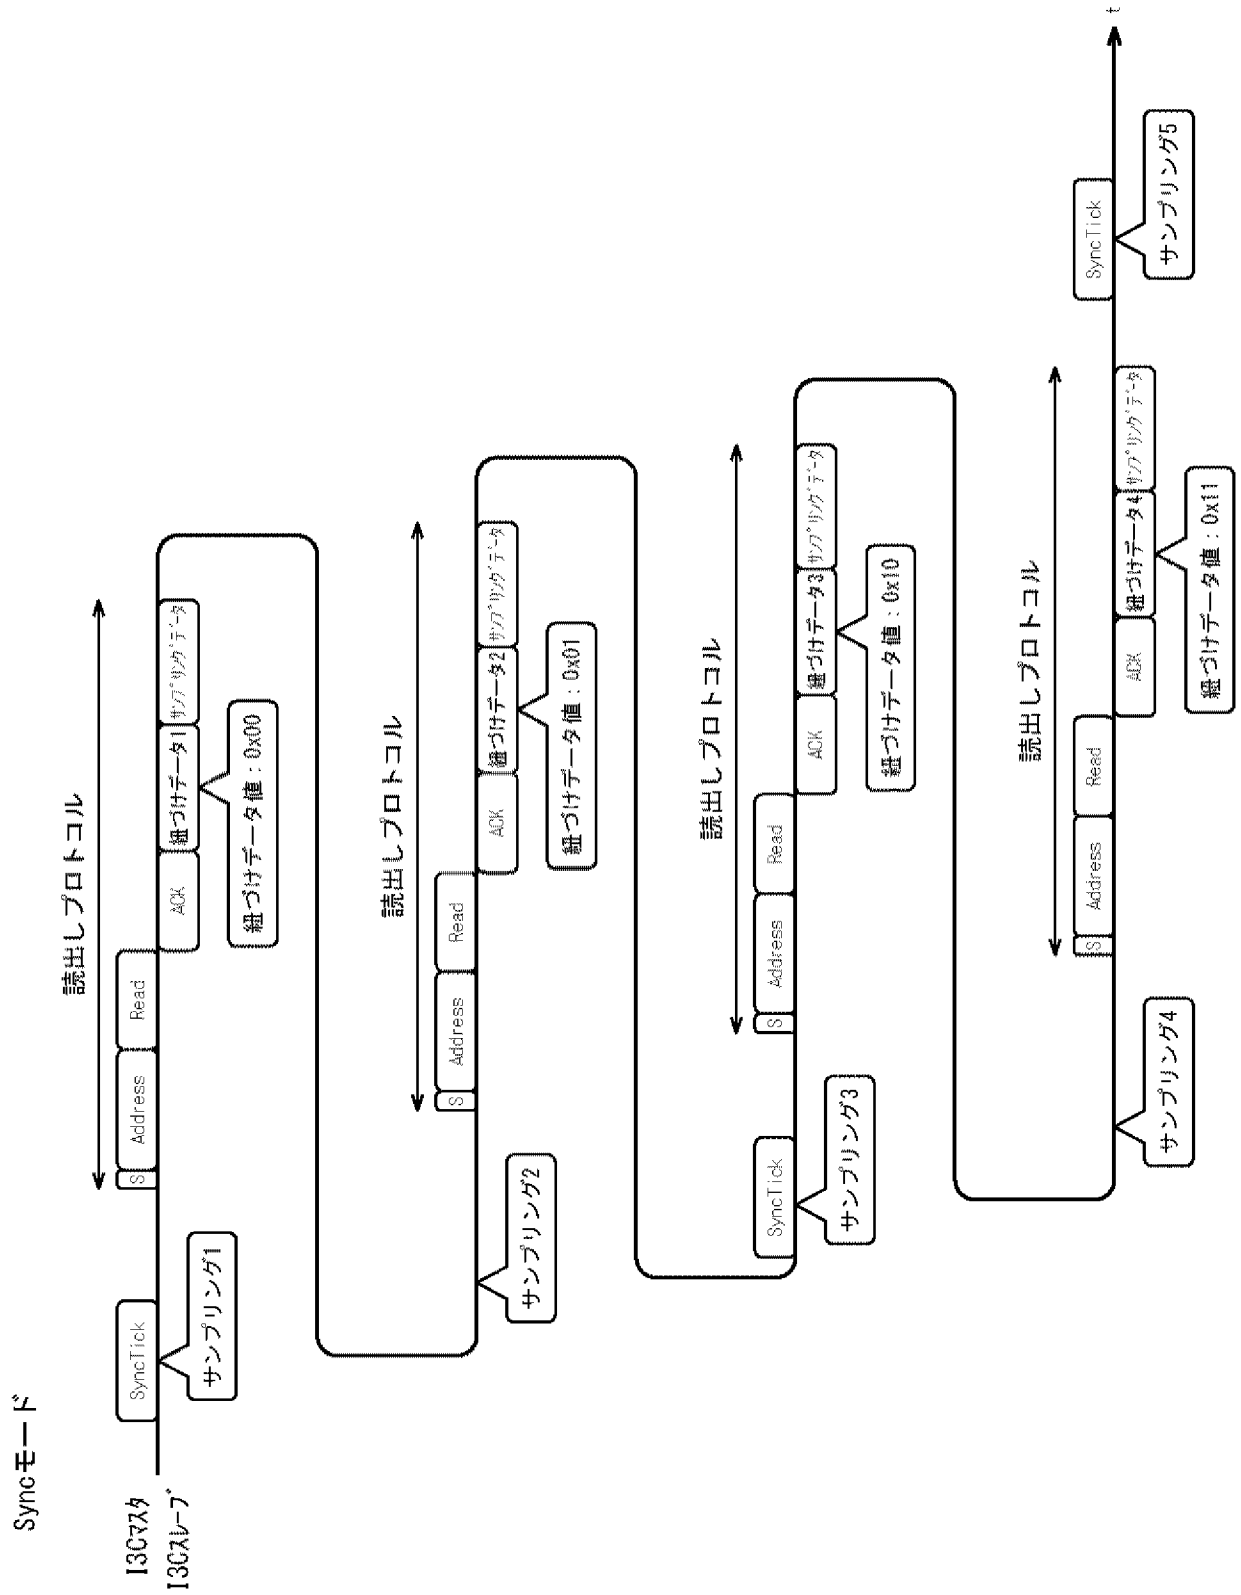 Syncモード
I3Cマスタ
I3Cスレーブ
読出しプロトコル
SyncTick
S
Address
Read
サンプリング1
ACK
紐づけデータ1
サンプリングデータ
紐づけデータ値：0x00
読出しプロトコル
S
Address
Read
サンプリング2
ACK
紐づけデータ2
サンプリングデータ
紐づけデータ値：0x01
読出しプロトコル
SyncTick
S
Address
Read
サンプリング3
ACK
紐づけデータ3
サンプリングデータ
紐づけデータ値：0x10
読出しプロトコル
S
Address
Read
SyncTick
t
サンプリング4
ACK
紐づけデータ4
サンプリングデータ
サンプリング5
紐づけデータ値：0x11